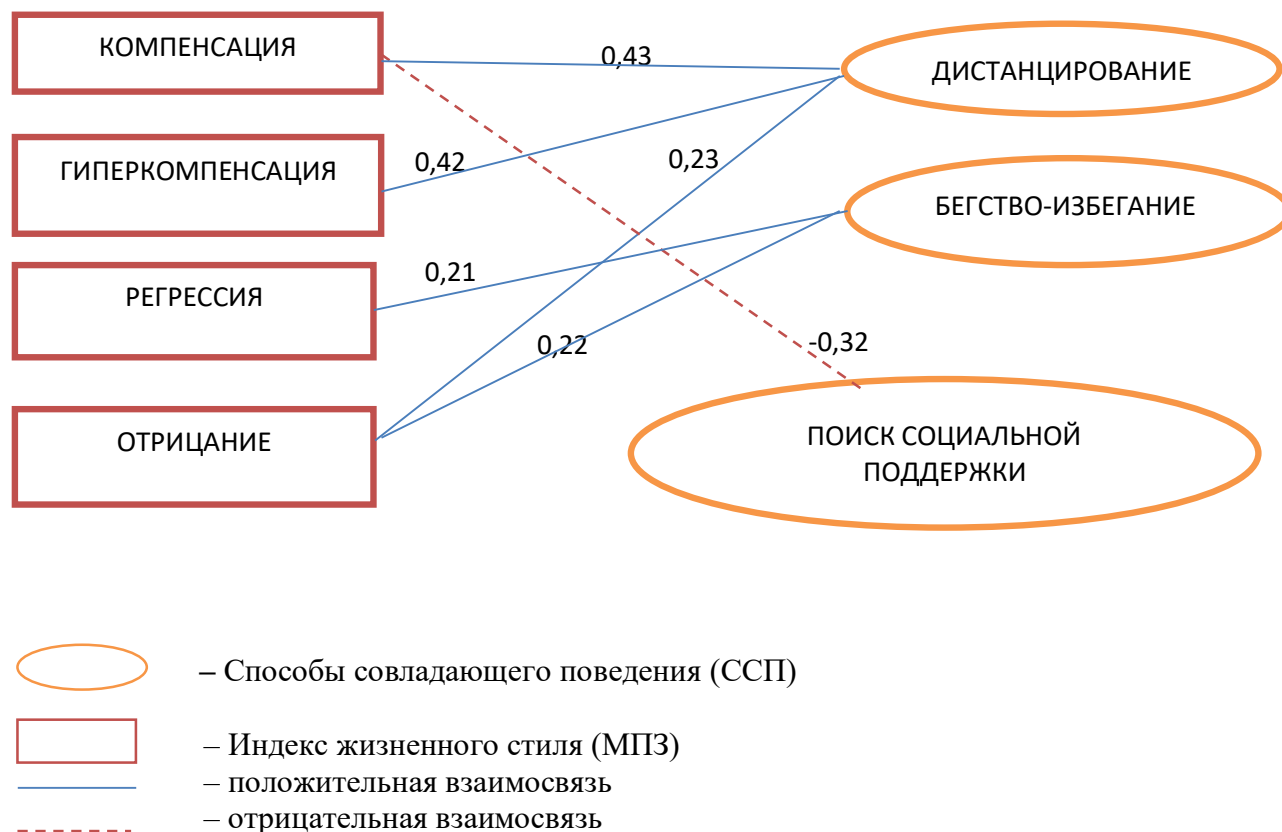 КОМПЕНСАЦИЯ
0,43
ДИСТАНЦИРОВАНИЕ
ГИПЕРКОМПЕНСАЦИЯ
0,42
0,23
БЕГСТВО-ИЗБЕГАНИЕ
РЕГРЕССИЯ
0,21
0,22
-0,32
ОТРИЦАНИЕ
ПОИСК СОЦИАЛЬНОЙ
ПОДДЕРЖКИ
– Способы совладающего поведения (ССП)
– Индекс жизненного стиля (МПЗ)
– положительная взаимосвязь
– отрицательная взаимосвязь